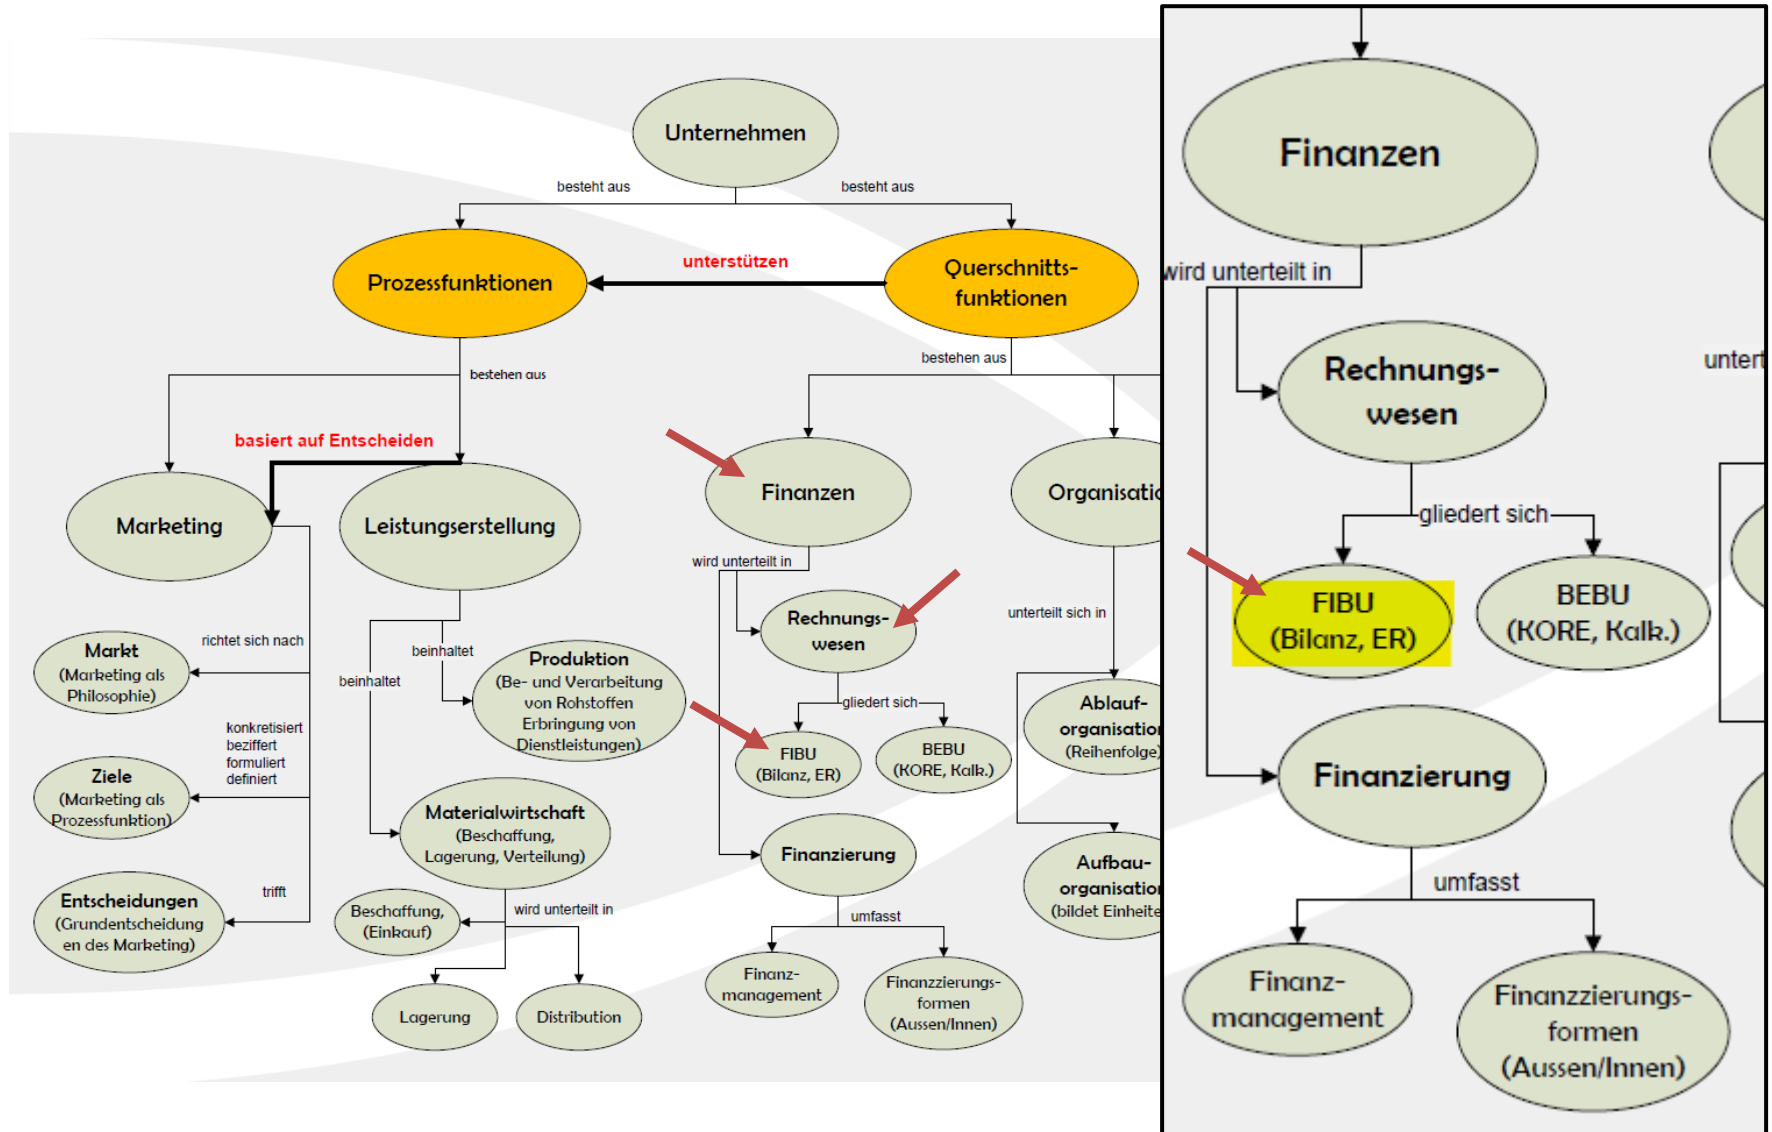 Unternehmen
besteht aus
besteht aus
Prozessfunktionen
unterstützen
Querschnitts-
funktionen
bestehen aus
bestehen aus
basiert auf Entscheiden
Marketing
Leistungserstellung
Finanzen
Organisatio
richtet sich nach
Markt
(Marketing als
Philosophie)
konkretisiert
beziffert
formuliert
definiert
Ziele
(Marketing als
Prozessfunktion)
trifft
Entscheidungen
(Grundentscheidung
en des Marketing)
beinhaltet
beinhaltet
Produktion
(Be- und Verarbeitung
von Rohstoffen
Erbringung von
Dienstleistungen)
Materialwirtschaft
(Beschaffung,
Lagerung, Verteilung)
wird unterteilt in
Beschaffung,
(Einkauf)
Lagerung
Distribution
wird unterteilt in
Rechnungs-
wesen
gliedert sich
FIBU
(Bilanz, ER)
BEBU
(KORE, Kalk.)
Finanzierung
umfasst
Finanz-
management
Finanzzierungs-
formen
(Aussen/Innen)
unterteilt sich in
Ablauf-
organisation
(Reihenfolge)
Aufbau-
organisation
(bildet Einheite
Finanzen
wird unterteilt in
Rechnungs-
wesen
untert
gliedert sich
FIBU
(Bilanz, ER)
BEBU
(KORE, Kalk.)
Finanzierung
umfasst
Finanz-
management
Finanzzierungs-
formen
(Aussen/Innen)